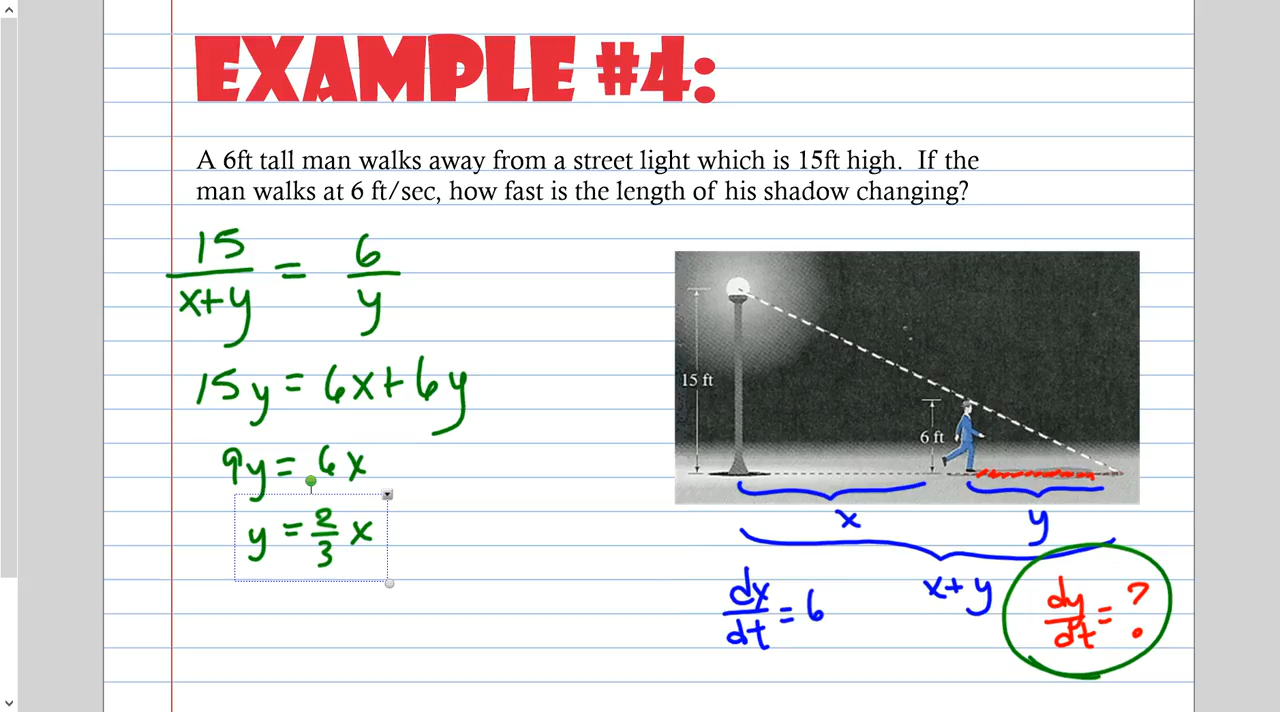 EXAMPLE #4:
A 6ft tall man walks away from a street light which is 15ft high. If the
man walks at 6 ft/sec, how fast is the length of his shadow changing?
15/(x+y) = 6/y
15y = 6x+6y
9y = 6x
y = 2/3 x
15 ft
6 ft
x
y
x+y
dx/dt = 6
dy/dt = ?